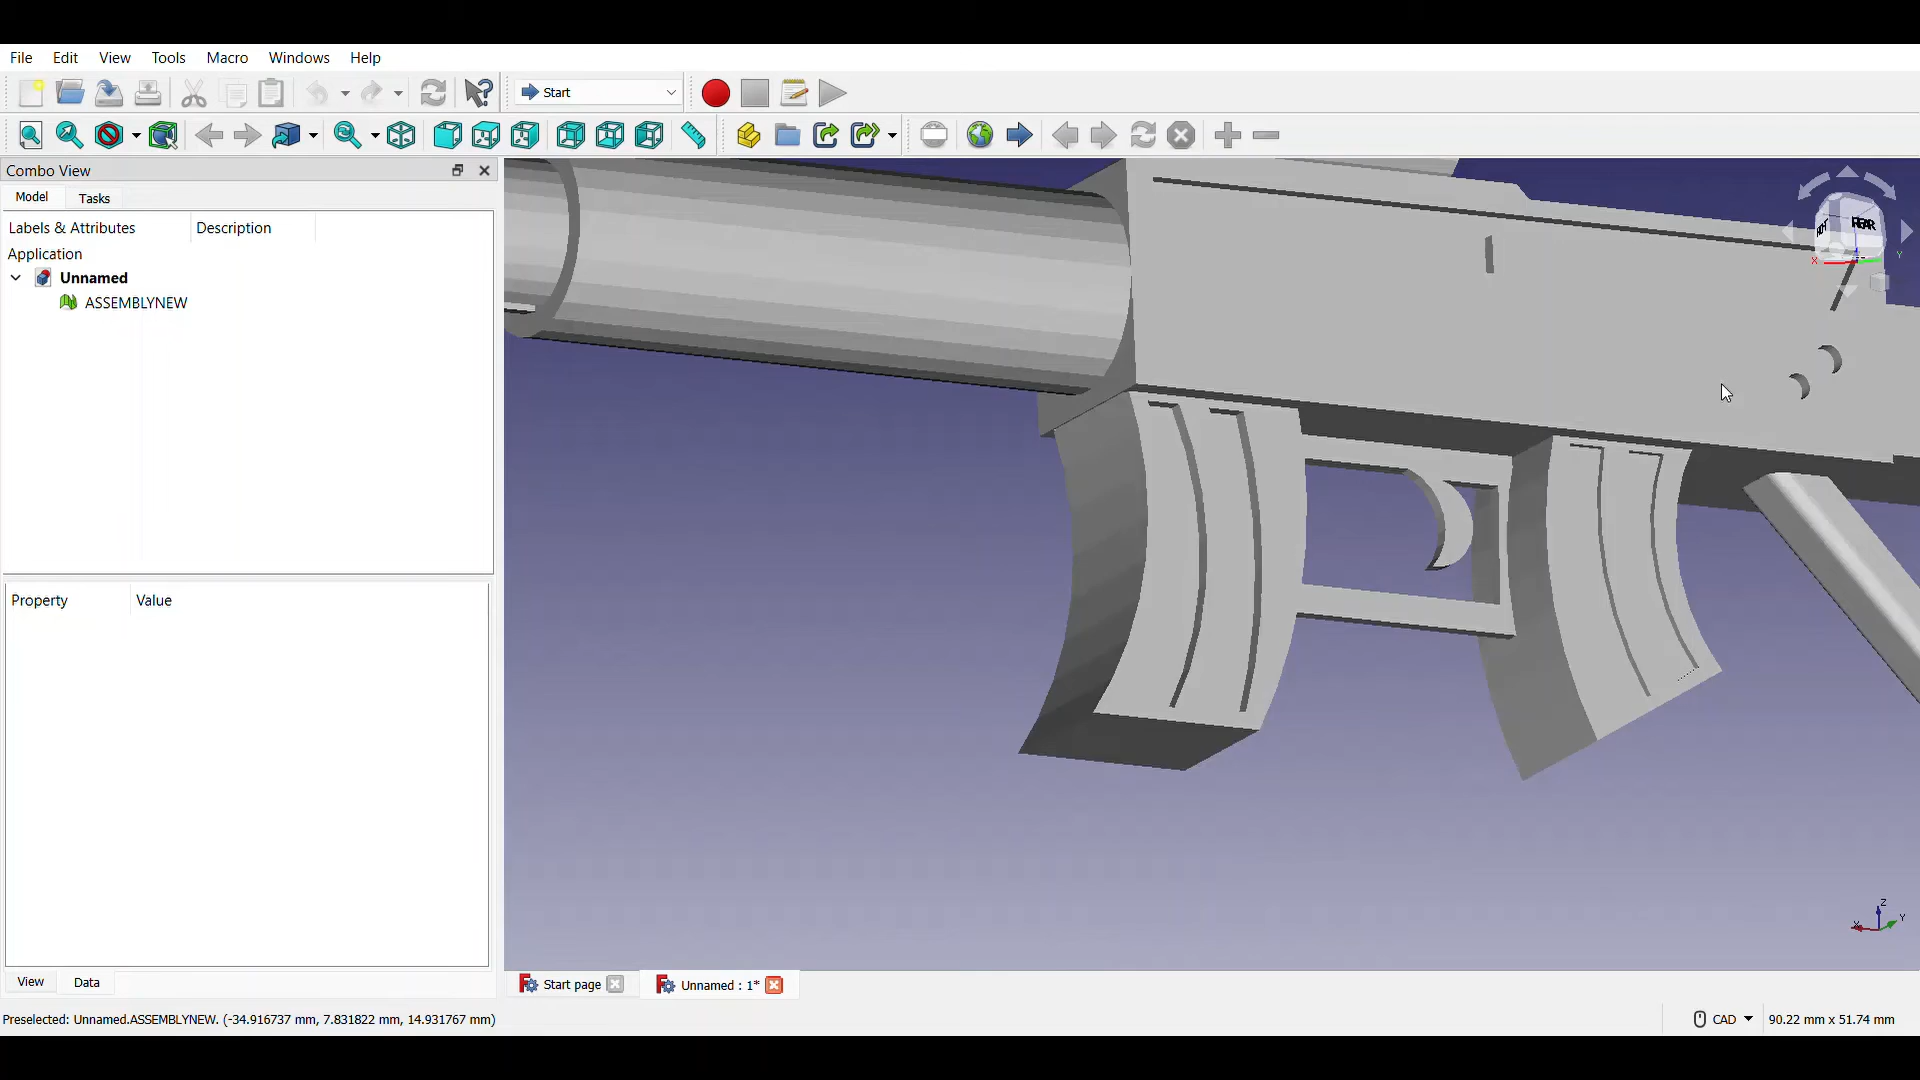 File Edit View Tools Macro Windows Help
Start
Combo View
Model Tasks
Labels & Attributes Description
Application
Unnamed
ASSEMBLYNEW
Property Value
View Data
REAR
X Y
Z
X Y
Start page Unnamed : 1*
Preselected: Unnamed.ASSEMBLYNEW. (-34.916737 mm, 7.831822 mm, 14.931767 mm) CAD 90.22 mm x 51.74 mm